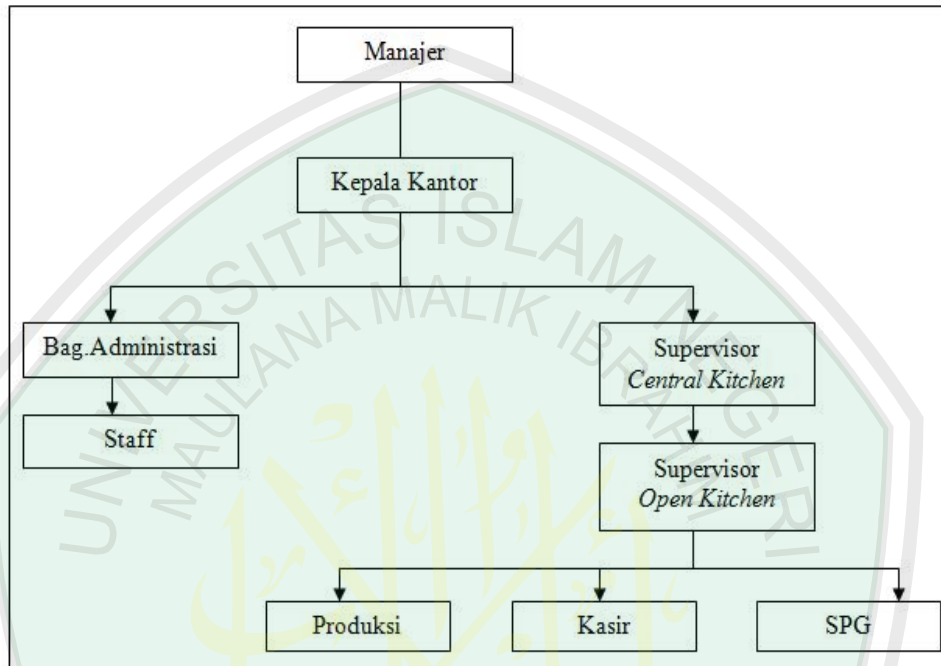 Manajer
Kepala Kantor
Bag.Administrasi
Supervisor
Central Kitchen
Staff
Supervisor
Open Kitchen
Produksi
Kasir
SPG
UNIVERSITAS ISLAM NEGERI
MAULANA MALIK IBRAHIM